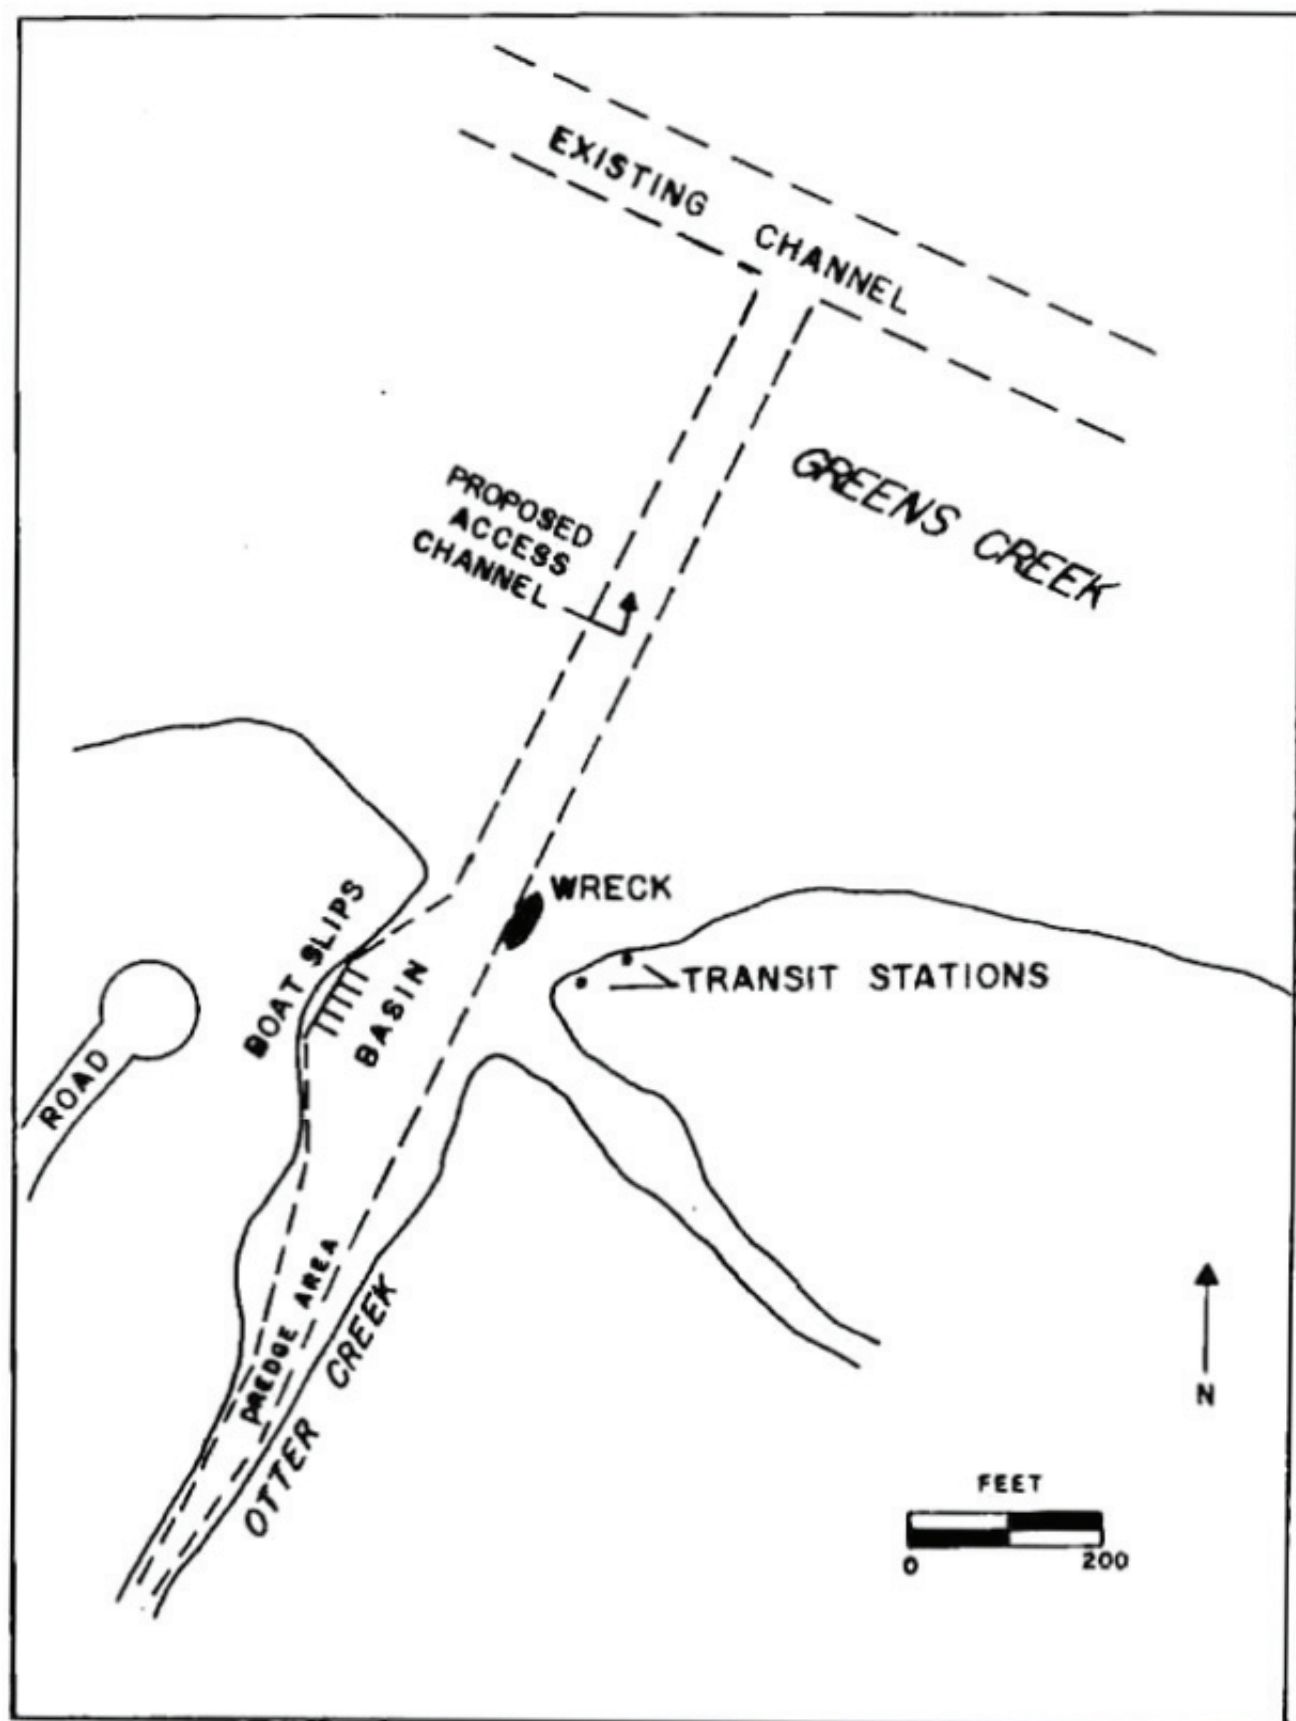 EXISTING CHANNEL
GREENS CREEK
PROPOSED
ACCESS
CHANNEL
WRECK
BOAT SLIPS
BASIN
TRANSIT STATIONS
ROAD
DREDGE AREA
OTTER CREEK
N
FEET
0 200